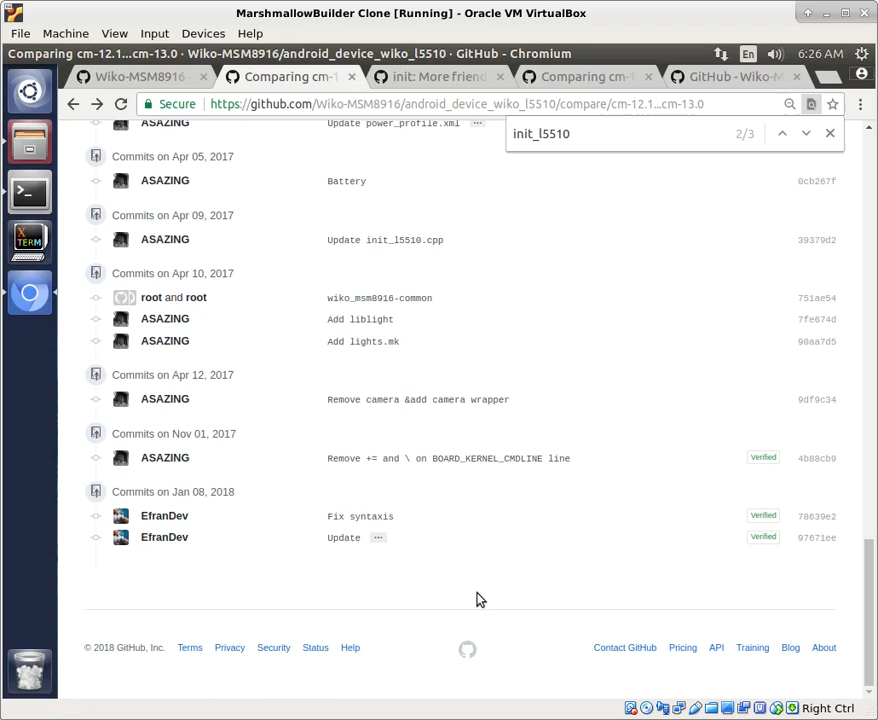 MarshmallowBuilder Clone [Running] - Oracle VM VirtualBox
File Machine View Input Devices Help
Comparing cm-12.1...cm-13.0 · Wiko-MSM8916/android_device_wiko_l5510 · GitHub - Chromium
En 6:26 AM
Wiko-MSM8916 Comparing cm-1 init: More friend Comparing cm-1 GitHub - Wiko-M
Secure https://github.com/Wiko-MSM8916/android_device_wiko_l5510/compare/cm-12.1...cm-13.0
init_l5510 2/3
ASAZING Update power_profile.xml ...
Commits on Apr 05, 2017
ASAZING Battery 0cb267f
Commits on Apr 09, 2017
ASAZING Update init_l5510.cpp 39379d2
Commits on Apr 10, 2017
root and root wiko_msm8916-common 751ae54
ASAZING Add liblight 7fe674d
ASAZING Add lights.mk 90aa7d5
Commits on Apr 12, 2017
ASAZING Remove camera &add camera wrapper 9df9c34
Commits on Nov 01, 2017
ASAZING Remove += and \ on BOARD_KERNEL_CMDLINE line Verified 4b88cb9
Commits on Jan 08, 2018
EfranDev Fix syntaxis Verified 78639e2
EfranDev Update ... Verified 97671ee
© 2018 GitHub, Inc. Terms Privacy Security Status Help Contact GitHub Pricing API Training Blog About
X TERM
Right Ctrl